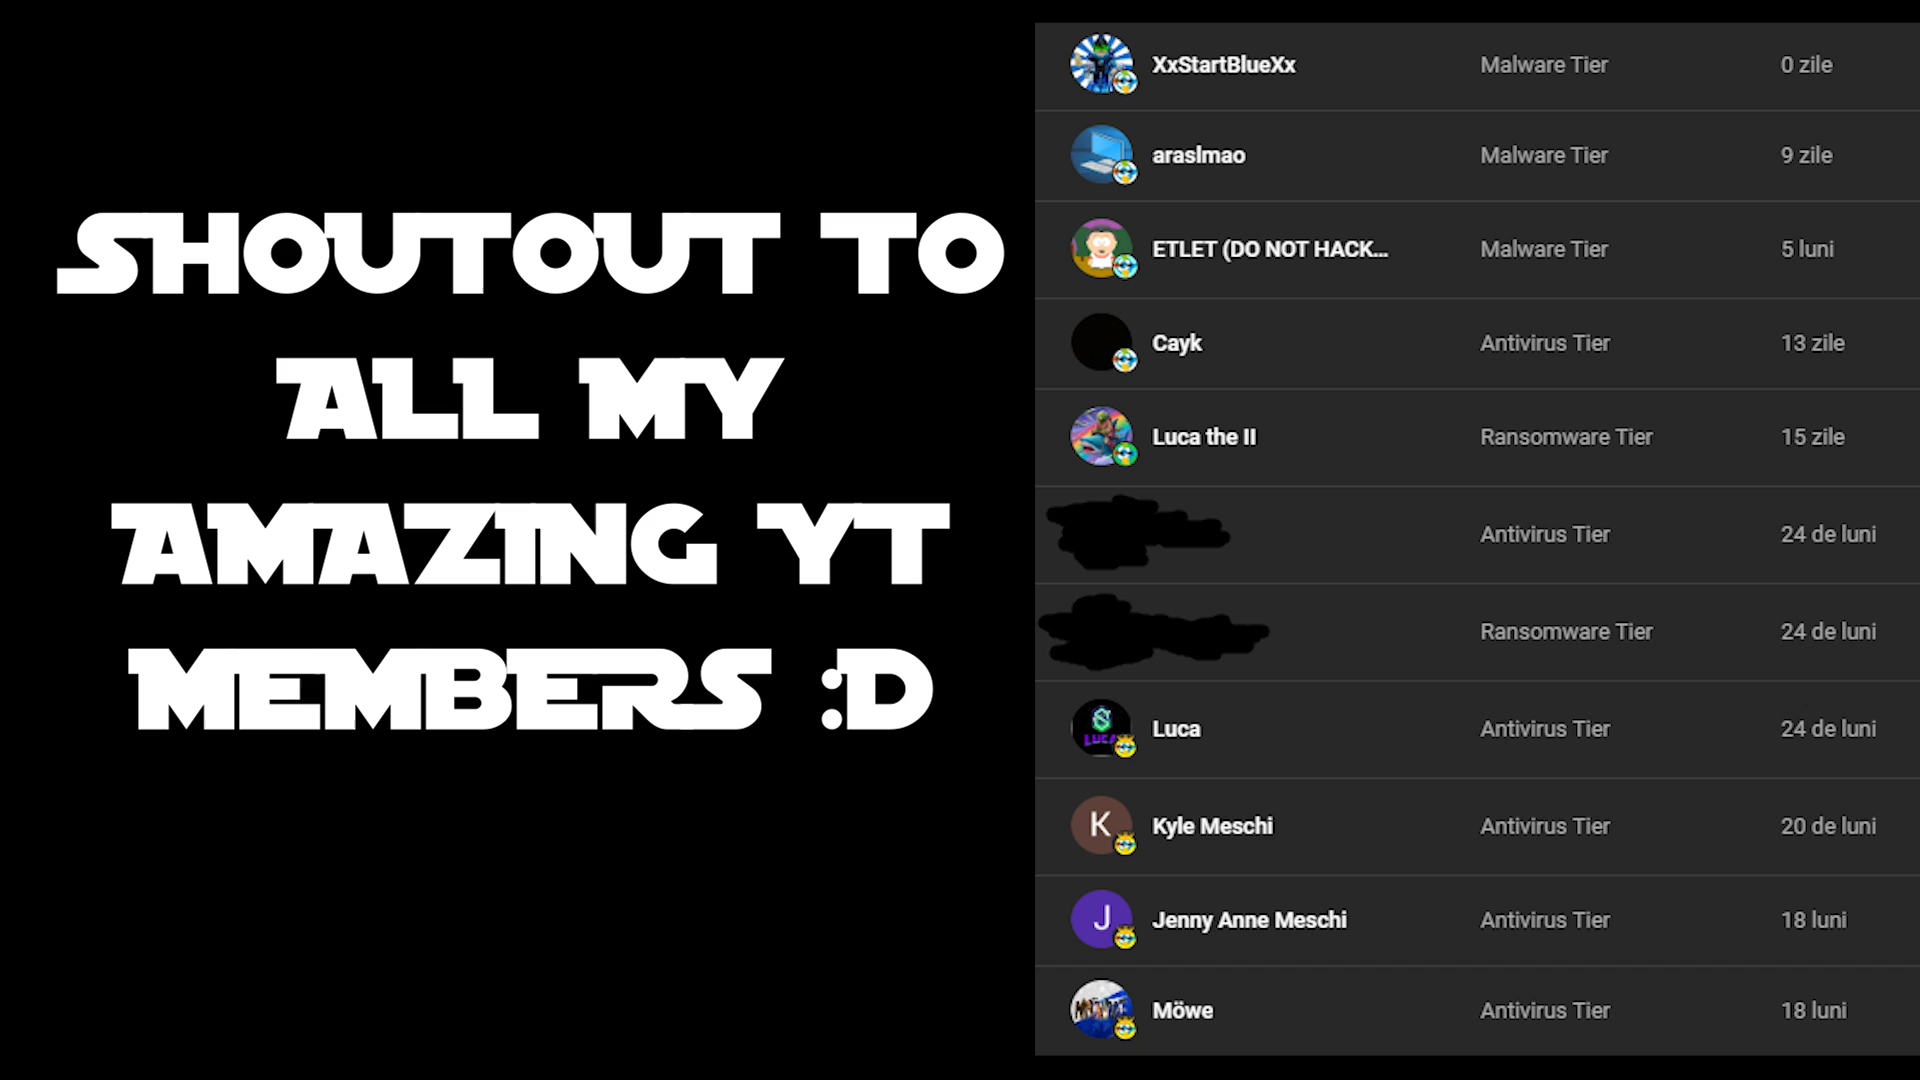 SHOUTOUT TO
ALL MY
AMAZING YT
MEMBERS :D
XxStartBlueXx Malware Tier 0 zile
araslmao Malware Tier 9 zile
ETLET (DO NOT HACK... Malware Tier 5 luni
Cayk Antivirus Tier 13 zile
Luca the II Ransomware Tier 15 zile
Antivirus Tier 24 de luni
Ransomware Tier 24 de luni
LUCA
Luca Antivirus Tier 24 de luni
K
Kyle Meschi Antivirus Tier 20 de luni
J
Jenny Anne Meschi Antivirus Tier 18 luni
Möwe Antivirus Tier 18 luni